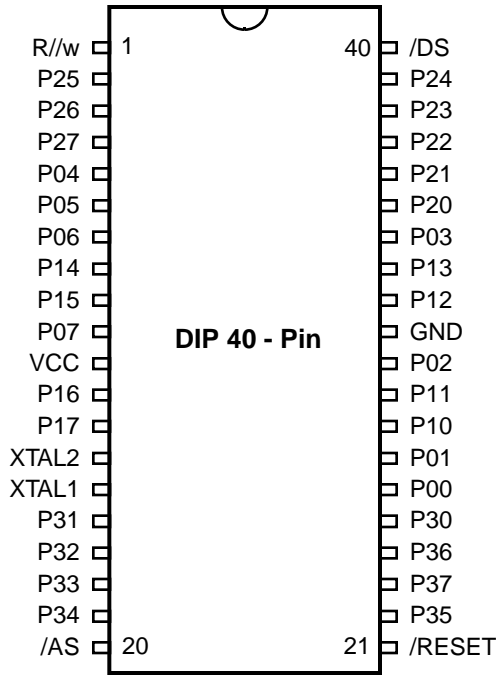 R//w 1 40 /DS
P25 P24
P26 P23
P27 P22
P04 P21
P05 P20
P06 P03
P14 P13
P15 P12
P07 DIP 40 - Pin GND
VCC P02
P16 P11
P17 P10
XTAL2 P01
XTAL1 P00
P31 P30
P32 P36
P33 P37
P34 P35
/AS 20 21 /RESET